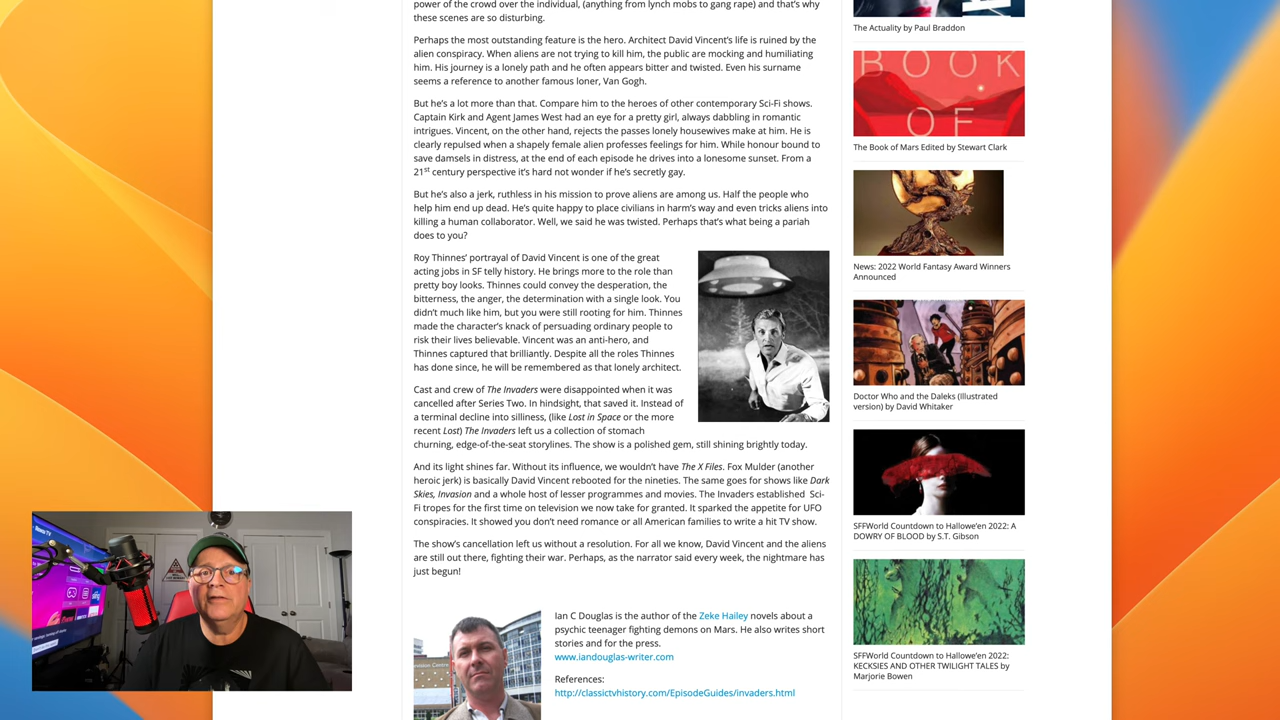 power of the crowd over the individual, (anything from lynch mobs to gang rape) and that's why
these scenes are so disturbing.
Perhaps the most outstanding feature is the hero. Architect David Vincent's life is ruined by the
alien conspiracy. When aliens are not trying to kill him, the public are mocking and humiliating
him. His journey is a lonely path and he often appears bitter and twisted. Even his surname
seems a reference to another famous loner, Van Gogh.
But he's a lot more than that. Compare him to the heroes of other contemporary Sci-Fi shows.
Captain Kirk and Agent James West had an eye for a pretty girl, always dabbling in romantic
intrigues. Vincent, on the other hand, rejects the passes lonely housewives make at him. He is
clearly repulsed when a shapely female alien professes feelings for him. While honour bound to
save damsels in distress, at the end of each episode he drives into a lonesome sunset. From a
21st century perspective it's hard not wonder if he's secretly gay.
But he's also a jerk, ruthless in his mission to prove aliens are among us. Half the people who
help him end up dead. He's quite happy to place civilians in harm's way and even tricks aliens into
killing a human collaborator. Well, we said he was twisted. Perhaps that's what being a pariah
does to you?
Roy Thinnes' portrayal of David Vincent is one of the great
acting jobs in SF telly history. He brings more to the role than
pretty boy looks. Thinnes could convey the desperation, the
bitterness, the anger, the determination with a single look. You
didn't much like him, but you were still rooting for him. Thinnes
made the character's knack of persuading ordinary people to
risk their lives believable. Vincent was an anti-hero, and
Thinnes captured that brilliantly. Despite all the roles Thinnes
has done since, he will be remembered as that lonely architect.
Cast and crew of The Invaders were disappointed when it was
cancelled after Series Two. In hindsight, that saved it. Instead of
a terminal decline into silliness, (like Lost in Space or the more
recent Lost) The Invaders left us a collection of stomach
churning, edge-of-the-seat storylines. The show is a polished gem, still shining brightly today.
And its light shines far. Without its influence, we wouldn't have The X Files. Fox Mulder (another
heroic jerk) is basically David Vincent rebooted for the nineties. The same goes for shows like Dark
Skies, Invasion and a whole host of lesser programmes and movies. The Invaders established Sci-
Fi tropes for the first time on television we now take for granted. It sparked the appetite for UFO
conspiracies. It showed you don't need romance or all American families to write a hit TV show.
The show's cancellation left us without a resolution. For all we know, David Vincent and the aliens
are still out there, fighting their war. Perhaps, as the narrator said every week, the nightmare has
just begun!
Ian C Douglas is the author of the Zeke Hailey novels about a
psychic teenager fighting demons on Mars. He also writes short
stories and for the press.
www.iandouglas-writer.com
References:
http://classictvhistory.com/EpisodeGuides/invaders.html
The Actuality by Paul Braddon
BOOK
OF
The Book of Mars Edited by Stewart Clark
News: 2022 World Fantasy Award Winners
Announced
Doctor Who and the Daleks (Illustrated
version) by David Whitaker
SFFWorld Countdown to Hallowe'en 2022: A
DOWRY OF BLOOD by S.T. Gibson
SFFWorld Countdown to Hallowe'en 2022:
KECKSIES AND OTHER TWILIGHT TALES by
Marjorie Bowen